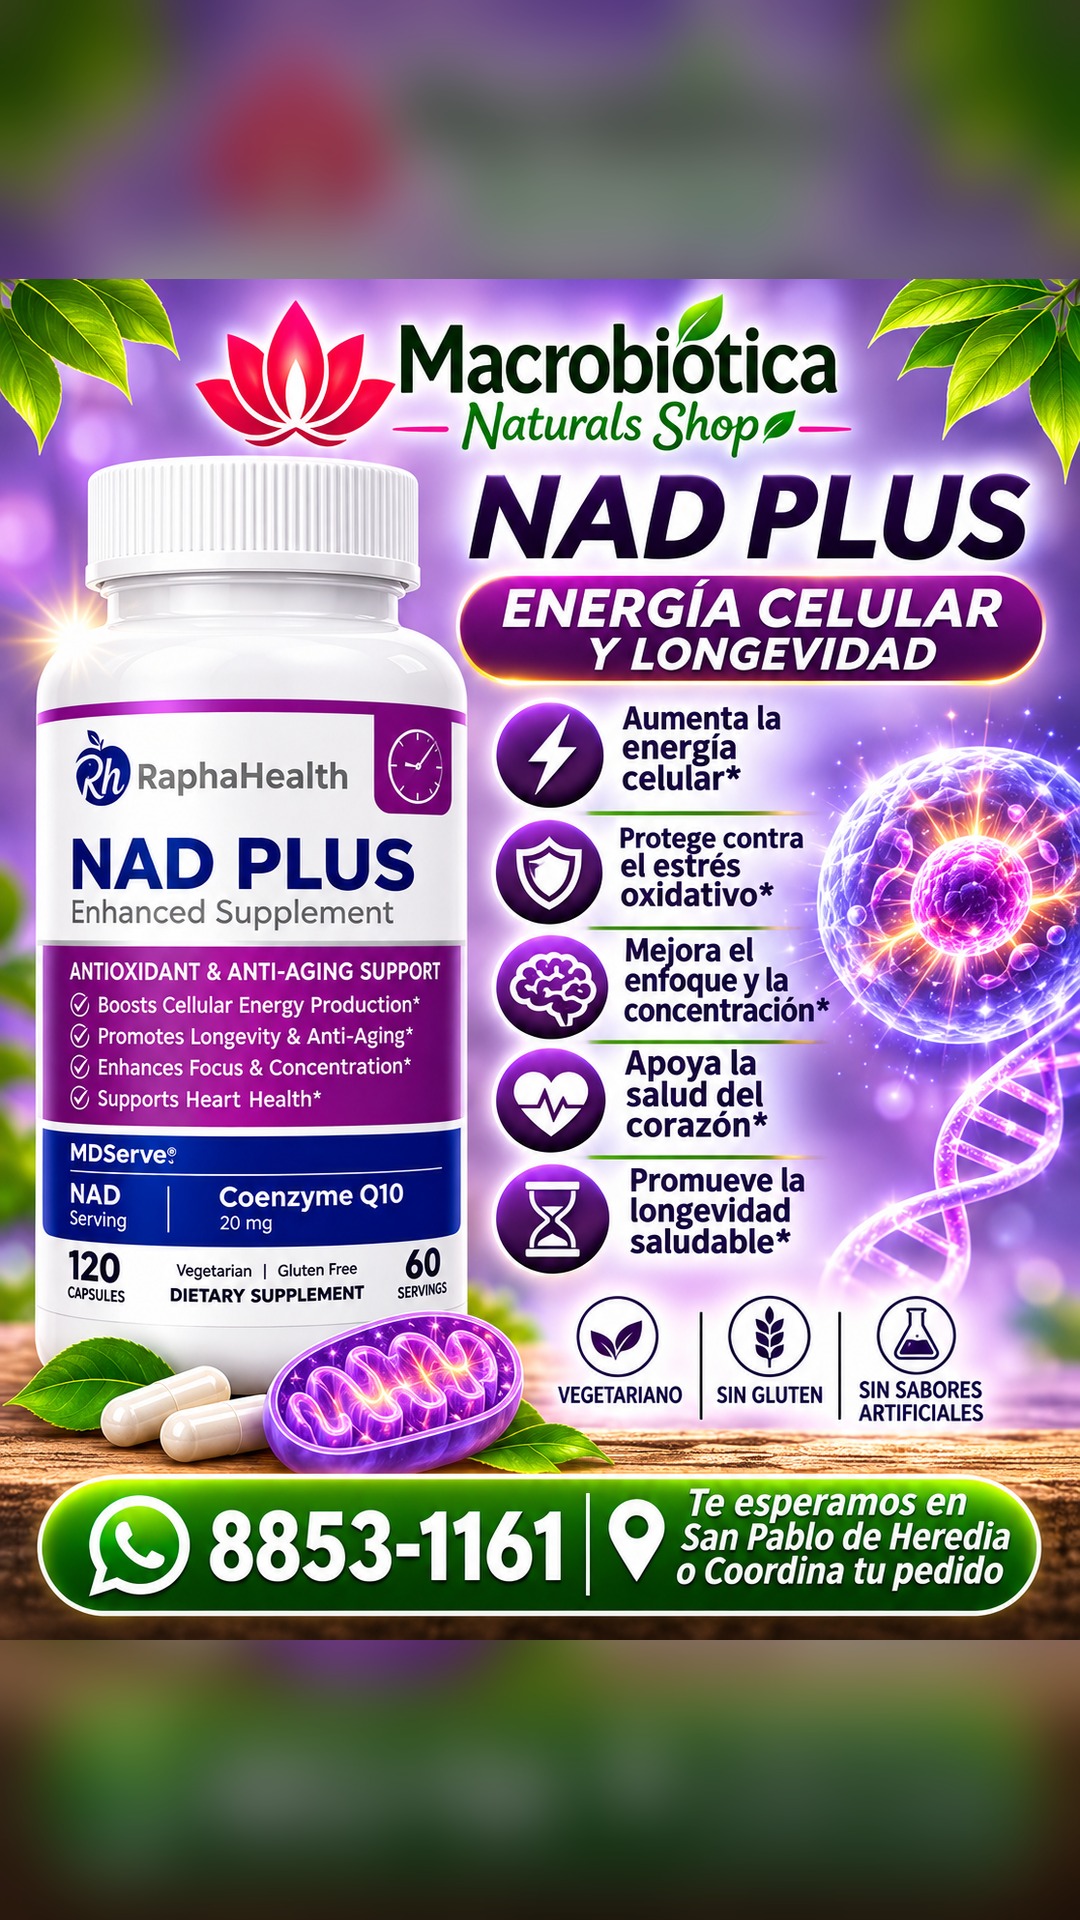 Macrobiótica
Naturals Shop
NAD PLUS
ENERGÍA CELULAR
Y LONGEVIDAD
Rh RaphaHealth
NAD PLUS
Enhanced Supplement
ANTIOXIDANT & ANTI-AGING SUPPORT
Boosts Cellular Energy Production*
Promotes Longevity & Anti-Aging*
Enhances Focus & Concentration*
Supports Heart Health*
MDServe®
NAD
Serving
Coenzyme Q10
20 mg
120
CAPSULES
Vegetarian | Gluten Free
DIETARY SUPPLEMENT
60
SERVINGS
Aumenta la
energía
celular*
Protege contra
el estrés
oxidativo*
Mejora el
enfoque y la
concentración*
Apoya la
salud del
corazón*
Promueve la
longevidad
saludable*
VEGETARIANO
SIN GLUTEN
SIN SABORES
ARTIFICIALES
8853-1161
Te esperamos en
San Pablo de Heredia
o Coordina tu pedido